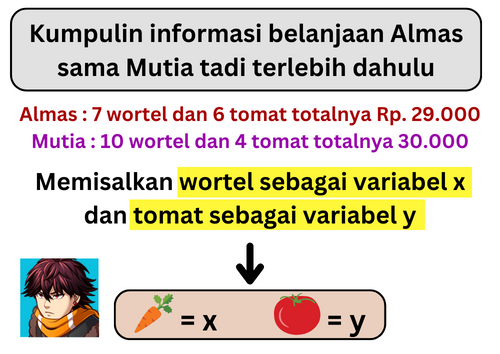 Kumpulin informasi belanjaan Almas
sama Mutia tadi terlebih dahulu
Almas : 7 wortel dan 6 tomat totalnya Rp. 29.000
Mutia : 10 wortel dan 4 tomat totalnya 30.000
Memisalkan wortel sebagai variabel x
dan tomat sebagai variabel y
= x = y